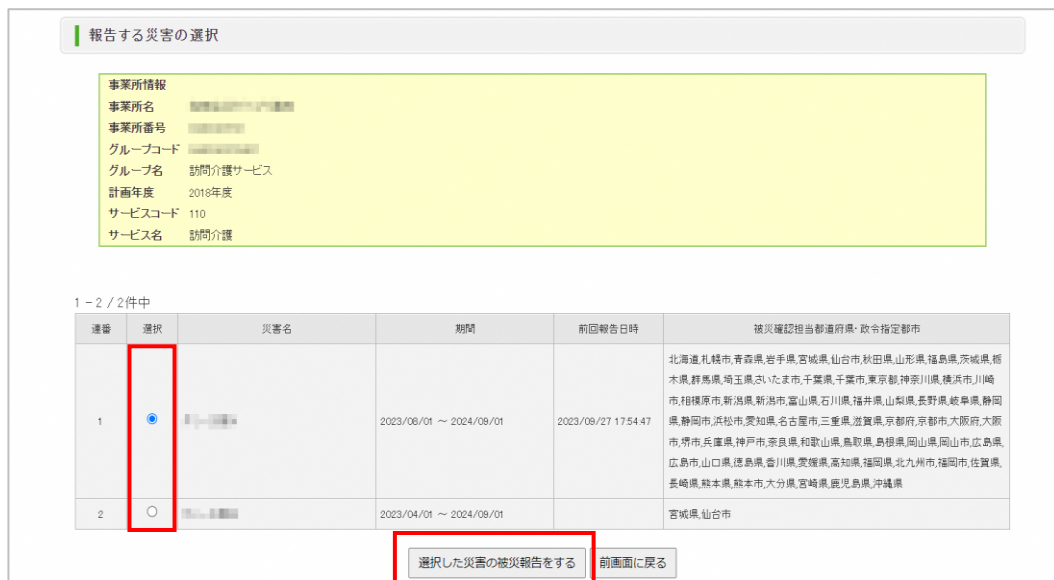 報告する災害の選択
事業所情報
事業所名
事業所番号
グループコード
グループ名 訪問介護サービス
計画年度 2018年度
サービスコード 110
サービス名 訪問介護
1 - 2 / 2件中
連番 選択 災害名 期間 前回報告日時 被災確認担当都道府県・政令指定都市
北海道,札幌市,青森県,岩手県,宮城県,仙台市,秋田県,山形県,福島県,茨城県,栃
木県,群馬県,埼玉県,さいたま市,千葉県,千葉市,東京都,神奈川県,横浜市,川崎
市,相模原市,新潟県,新潟市,富山県,石川県,福井県,山梨県,長野県,岐阜県,静岡
県,静岡市,浜松市,愛知県,名古屋市,三重県,滋賀県,京都府,京都市,大阪府,大阪
市,堺市,兵庫県,神戸市,奈良県,和歌山県,鳥取県,島根県,岡山県,岡山市,広島県,
広島市,山口県,徳島県,香川県,愛媛県,高知県,福岡県,北九州市,福岡市,佐賀県,
長崎県,熊本県,熊本市,大分県,宮崎県,鹿児島県,沖縄県
1 2023/08/01 ~ 2024/09/01 2023/09/27 17:54:47
2 2023/04/01 ~ 2024/09/01 宮城県,仙台市
選択した災害の被災報告をする 前画面に戻る